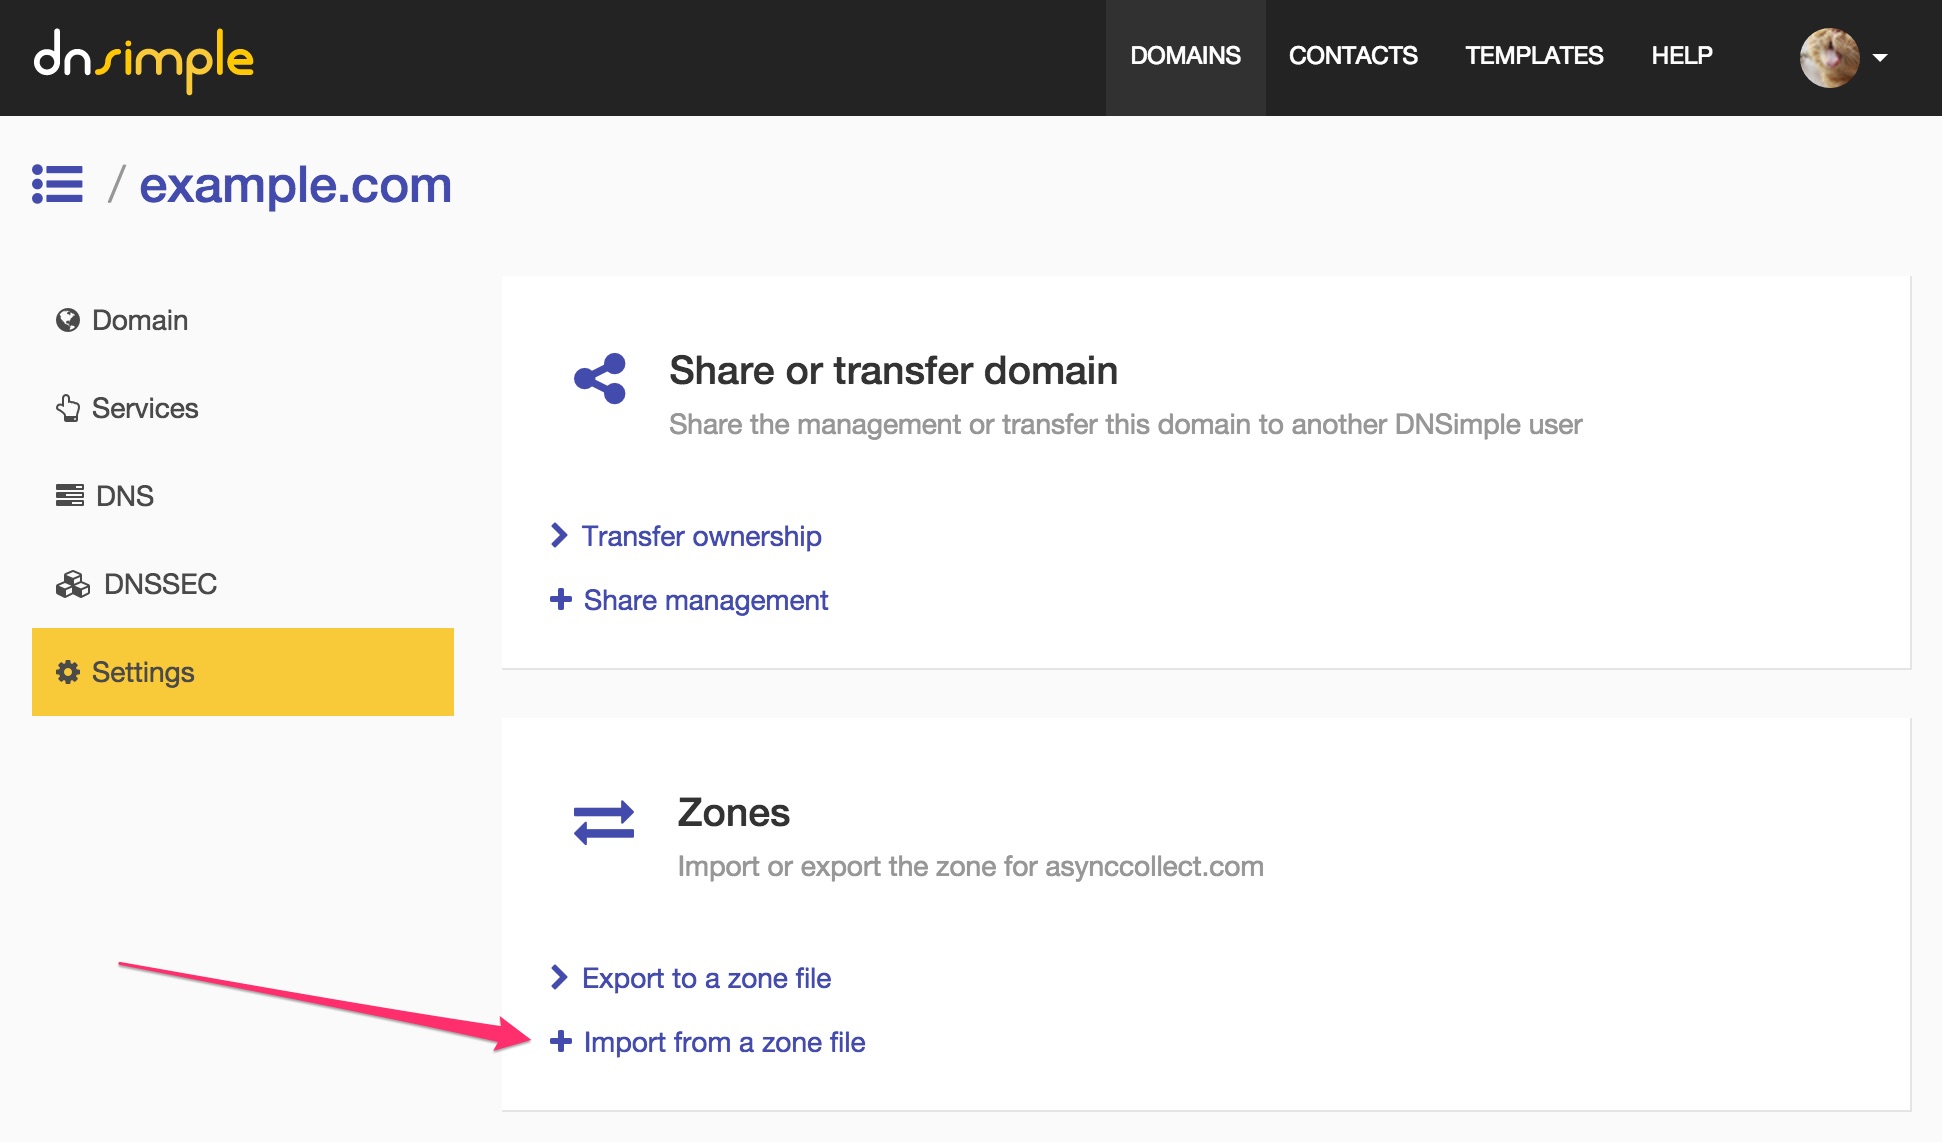 dnsimple
DOMAINS CONTACTS TEMPLATES HELP
/ example.com
Domain
Services
DNS
DNSSEC
Settings
Share or transfer domain
Share the management or transfer this domain to another DNSimple user
Transfer ownership
Share management
Zones
Import or export the zone for asynccollect.com
Export to a zone file
Import from a zone file